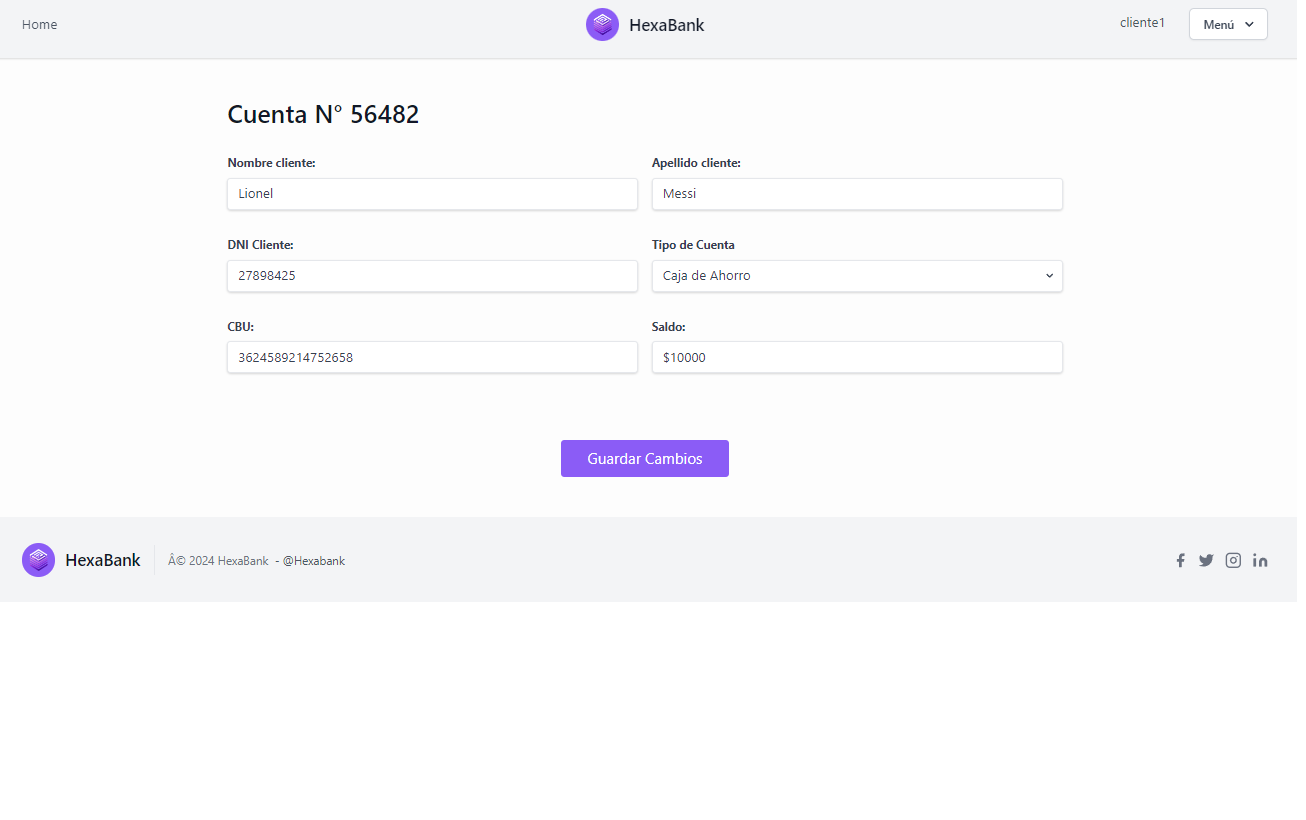 Home
HexaBank
cliente1
Menú
Cuenta N° 56482
Nombre cliente:
Apellido cliente:
Lionel
Messi
DNI Cliente:
Tipo de Cuenta
27898425
Caja de Ahorro
CBU:
Saldo:
3624589214752658
$10000
Guardar Cambios
HexaBank
© 2024 HexaBank - @Hexabank